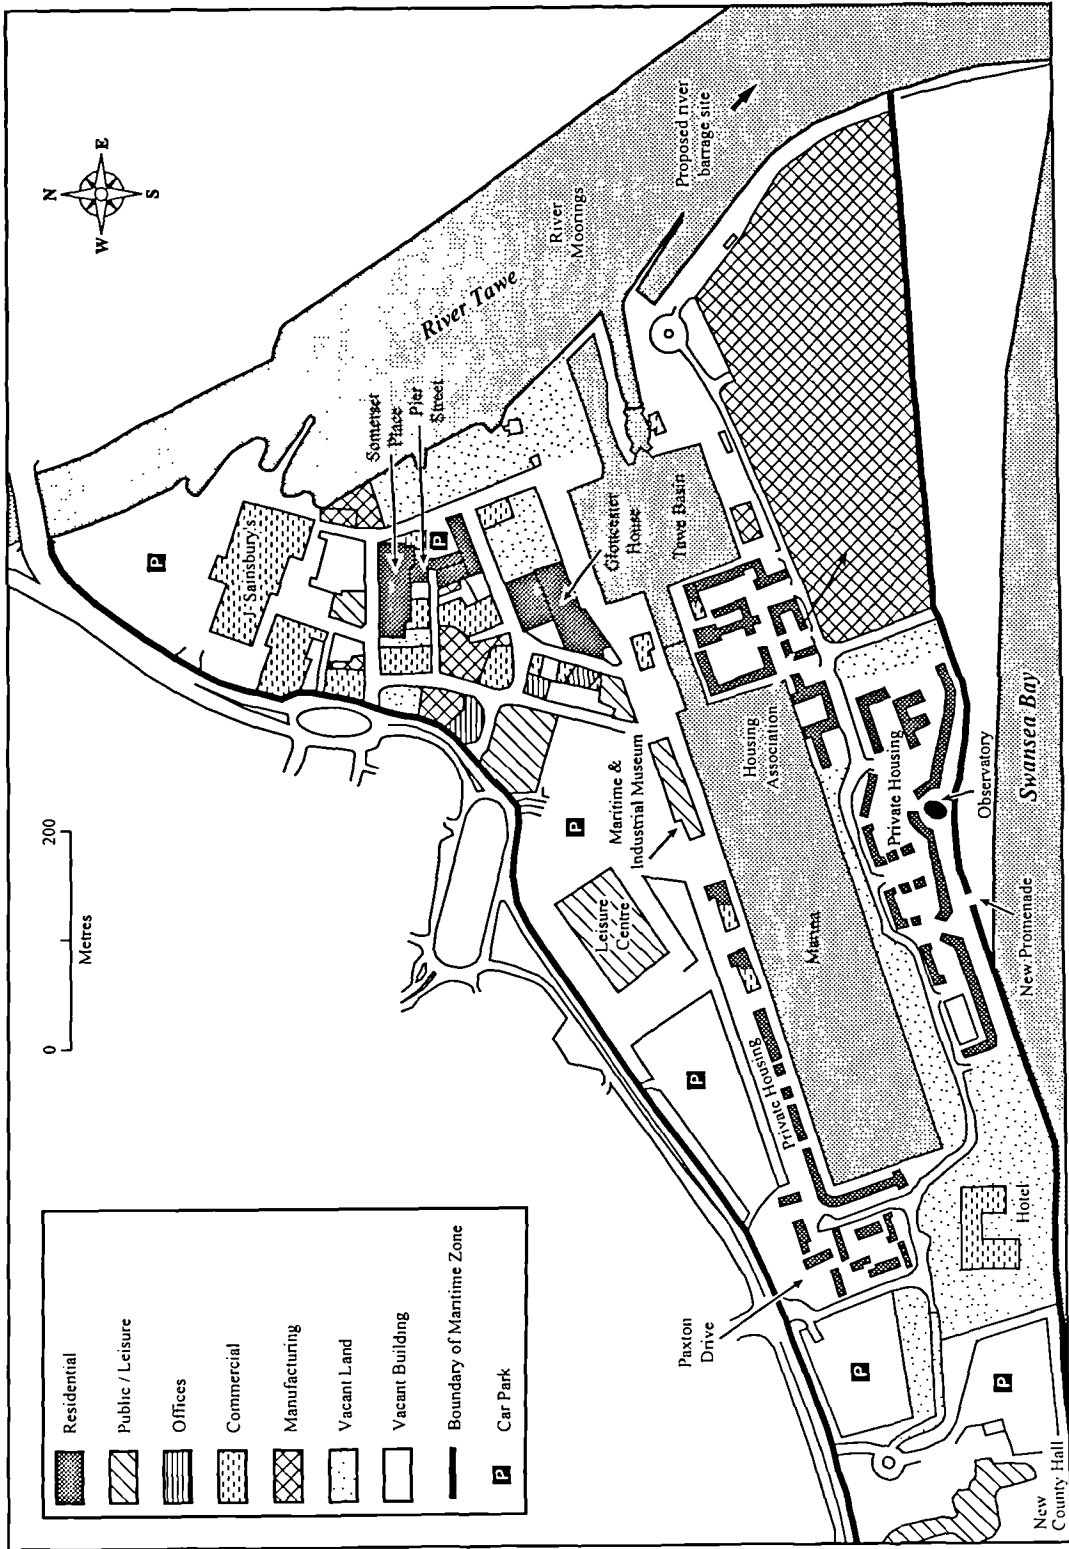 N
E
S
W
River Tawe
River
Moorings
Proposed river
barrage site
P
J. Sainsbury's
Somerset
Place
Pier
Street
P
Gloucester
House
Tawe Basin
0
200
Metres
P
Maritime &
Industrial Museum
Leisure
Centre
Housing
Association
Private Housing
Observatory
Swansea Bay
New Promenade
Marina
P
Private Housing
Paxton
Drive
Hotel
P
P
New
County Hall
Residential
Public / Leisure
Offices
Commercial
Manufacturing
Vacant Land
Vacant Building
Boundary of Maritime Zone
P
Car Park